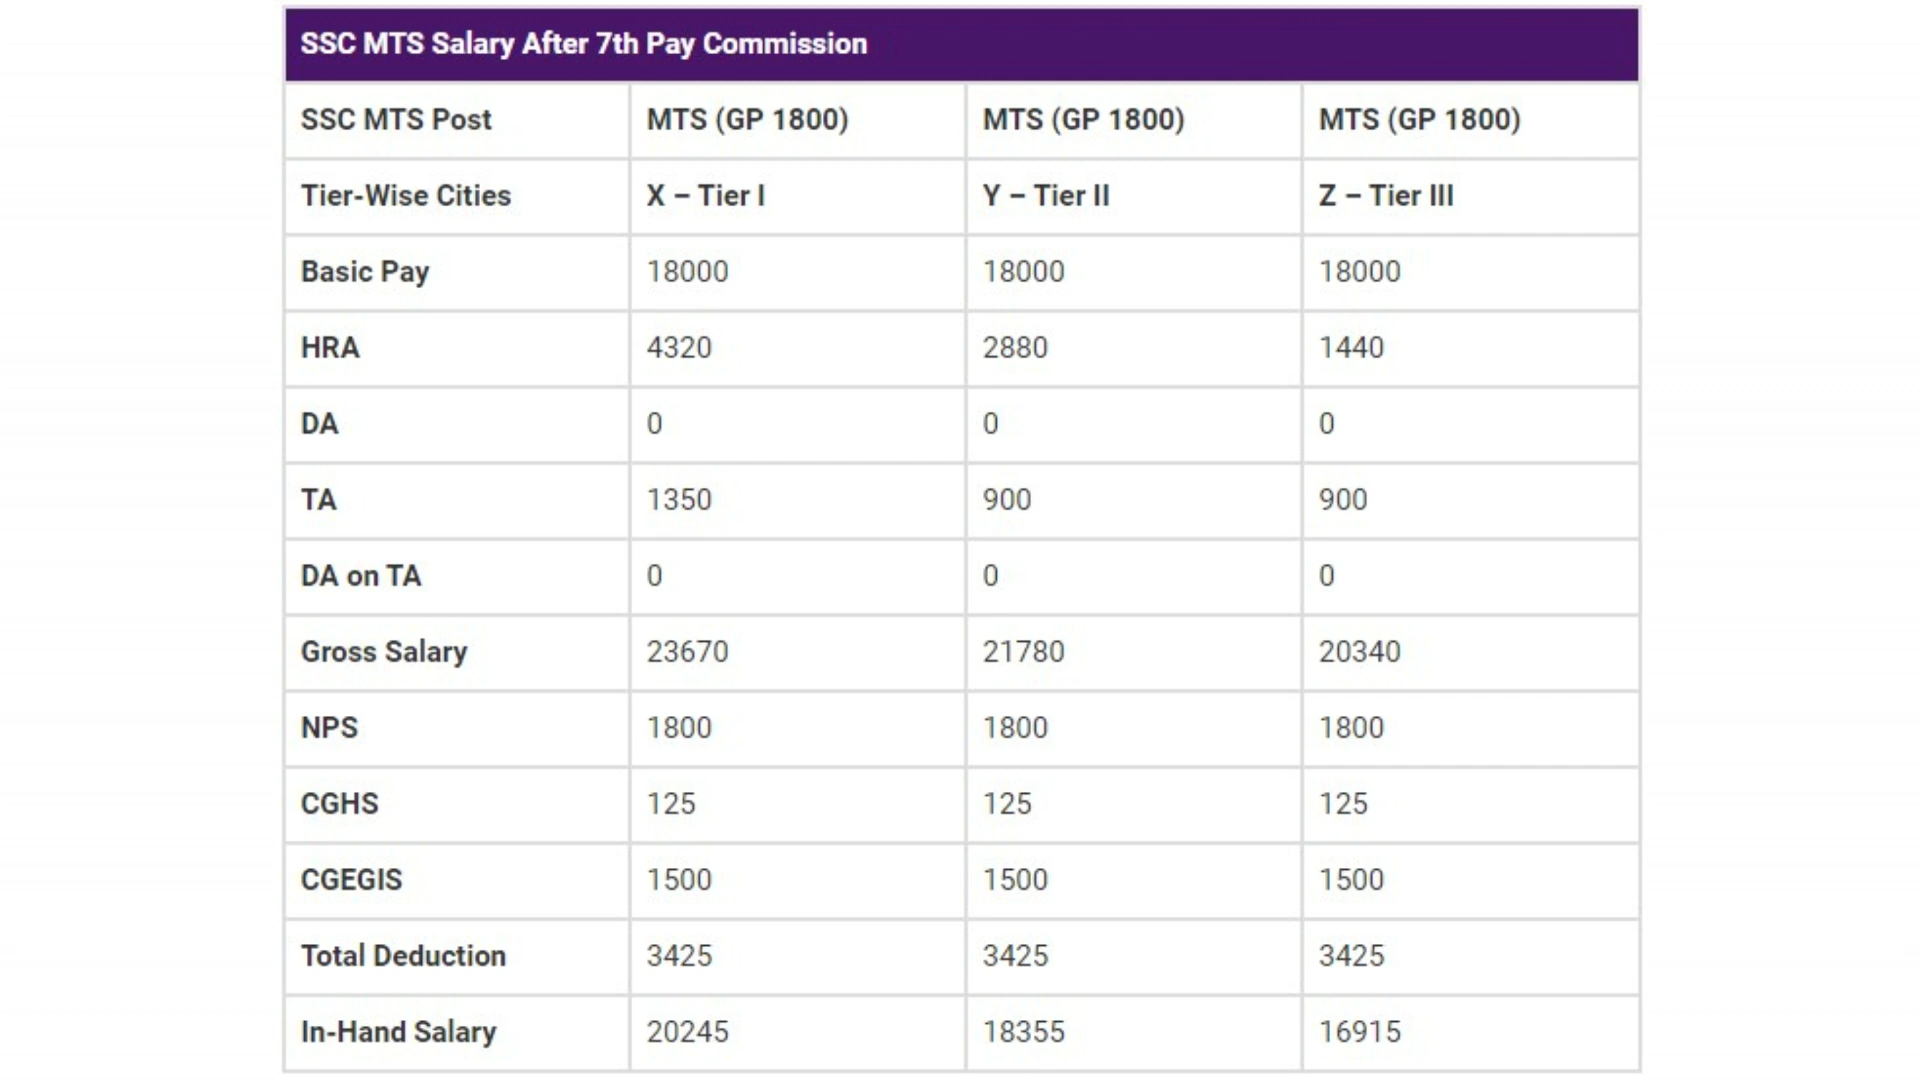 SSC MTS Salary After 7th Pay Commission
SSC MTS Post MTS (GP 1800) MTS (GP 1800) MTS (GP 1800)
Tier-Wise Cities X – Tier I Y – Tier II Z – Tier III
Basic Pay 18000 18000 18000
HRA 4320 2880 1440
DA 0 0 0
TA 1350 900 900
DA on TA 0 0 0
Gross Salary 23670 21780 20340
NPS 1800 1800 1800
CGHS 125 125 125
CGEGIS 1500 1500 1500
Total Deduction 3425 3425 3425
In-Hand Salary 20245 18355 16915